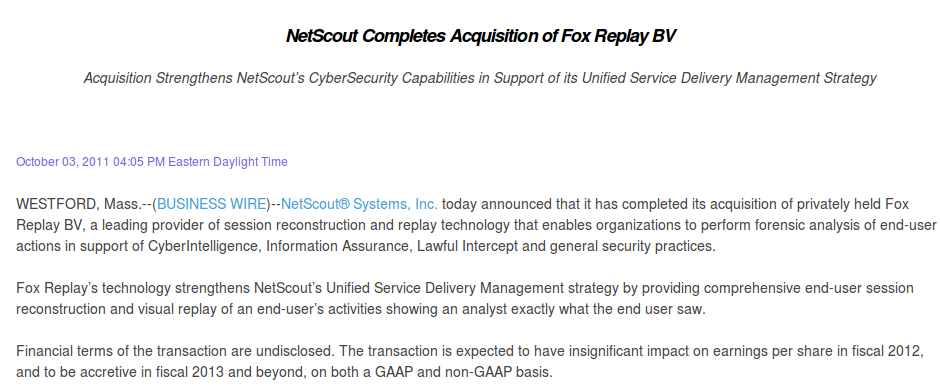 NetScout Completes Acquisition of Fox Replay BV
Acquisition Strengthens NetScout's CyberSecurity Capabilities in Support of its Unified Service Delivery Management Strategy
October 03, 2011 04:05 PM Eastern Daylight Time
WESTFORD, Mass.--(BUSINESS WIRE)--NetScout® Systems, Inc. today announced that it has completed its acquisition of privately held Fox
Replay BV, a leading provider of session reconstruction and replay technology that enables organizations to perform forensic analysis of end-user
actions in support of CyberIntelligence, Information Assurance, Lawful Intercept and general security practices.
Fox Replay's technology strengthens NetScout's Unified Service Delivery Management strategy by providing comprehensive end-user session
reconstruction and visual replay of an end-user's activities showing an analyst exactly what the end user saw.
Financial terms of the transaction are undisclosed. The transaction is expected to have insignificant impact on earnings per share in fiscal 2012,
and to be accretive in fiscal 2013 and beyond, on both a GAAP and non-GAAP basis.